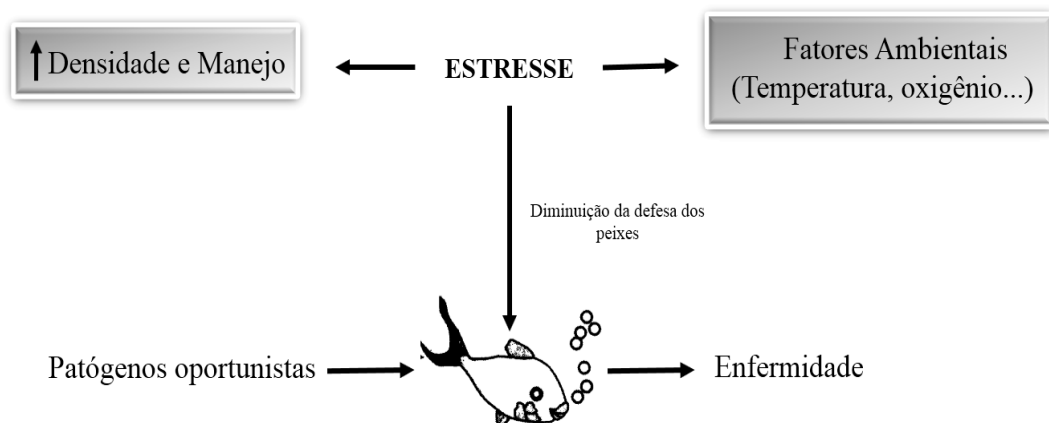 Densidade e Manejo
ESTRESSE
Fatores Ambientais
(Temperatura, oxigênio...)
Diminuição da defesa dos
peixes
Patógenos oportunistas
Enfermidade